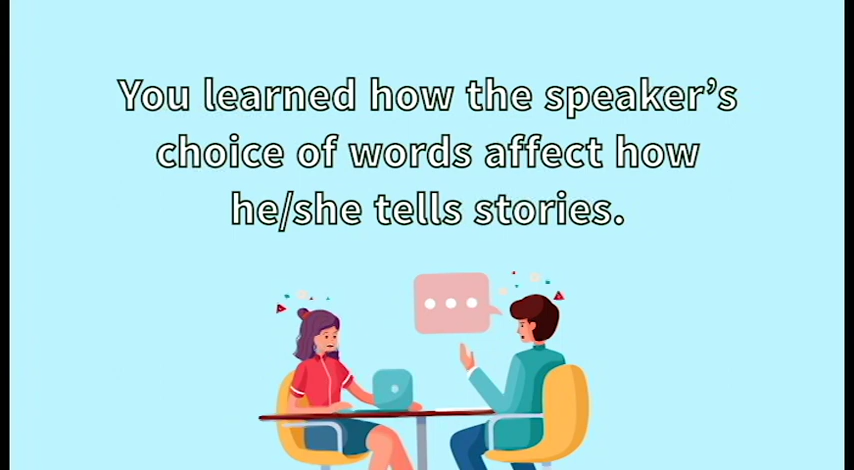 You learned how the speaker’s
choice of words affect how
he/she tells stories.